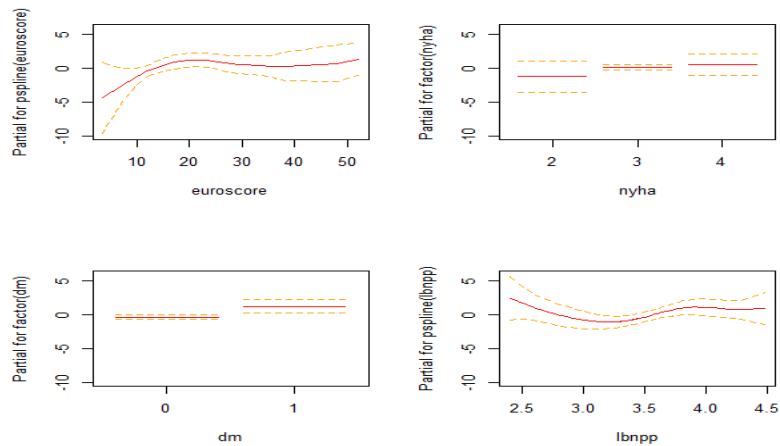 Partial for pspline(euroscore)
5
0
-5
-10
10 20 30 40 50
euroscore
Partial for factor(nyha)
5
0
-5
-10
2 3 4
nyha
Partial for factor(dm)
5
0
-5
-10
0 1
dm
Partial for pspline(lbnpp)
5
0
-5
-10
2.5 3.0 3.5 4.0 4.5
lbnpp